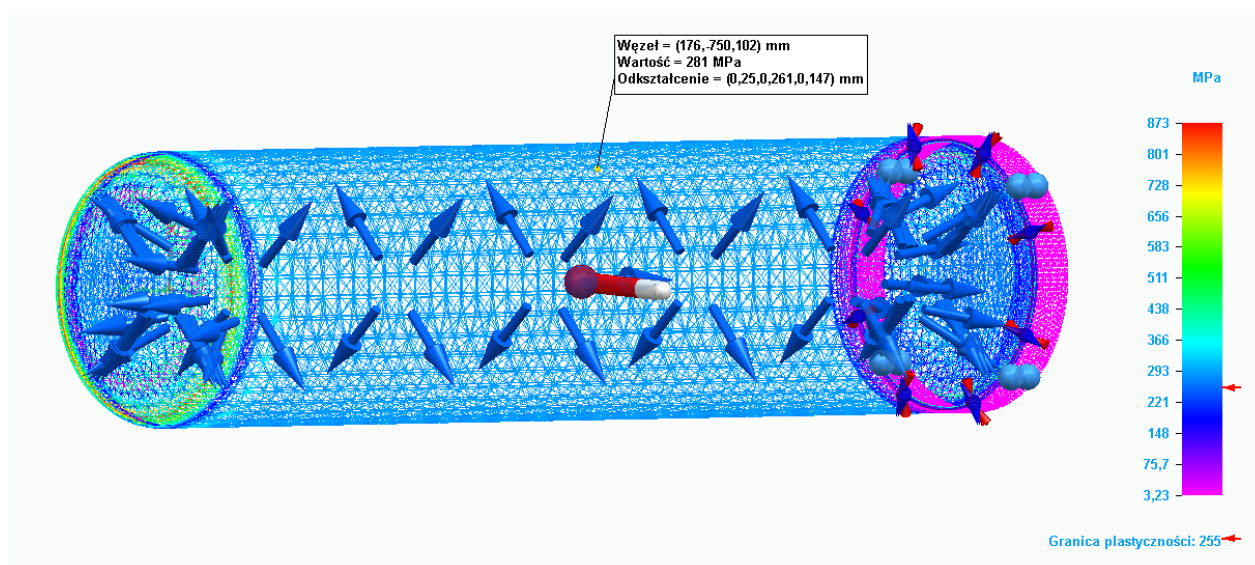 Węzeł = (176,-750,102) mm
Wartość = 281 MPa
Odkształcenie = (0,25,0,261,0,147) mm
MPa
873
801
728
656
583
511
438
366
293
221
148
75,7
3,23
Granica plastyczności: 255